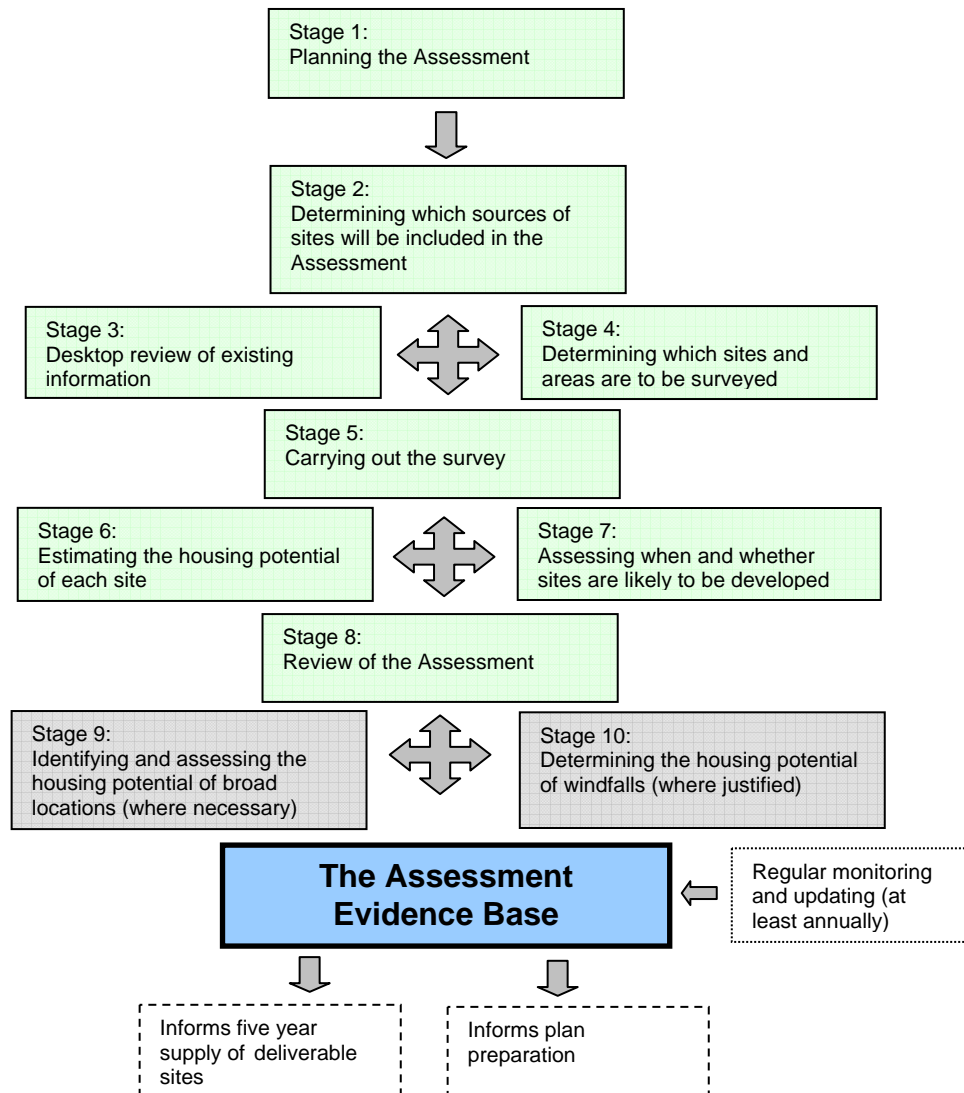 Stage 1:
Planning the Assessment
Stage 2:
Determining which sources of
sites will be included in the
Assessment
Stage 3:
Desktop review of existing
information
Stage 4:
Determining which sites and
areas are to be surveyed
Stage 5:
Carrying out the survey
Stage 6:
Estimating the housing potential
of each site
Stage 7:
Assessing when and whether
sites are likely to be developed
Stage 8:
Review of the Assessment
Stage 9:
Identifying and assessing the
housing potential of broad
locations (where necessary)
Stage 10:
Determining the housing potential
of windfalls (where justified)
The Assessment
Evidence Base
Regular monitoring
and updating (at
least annually)
Informs five year
supply of deliverable
sites
Informs plan
preparation